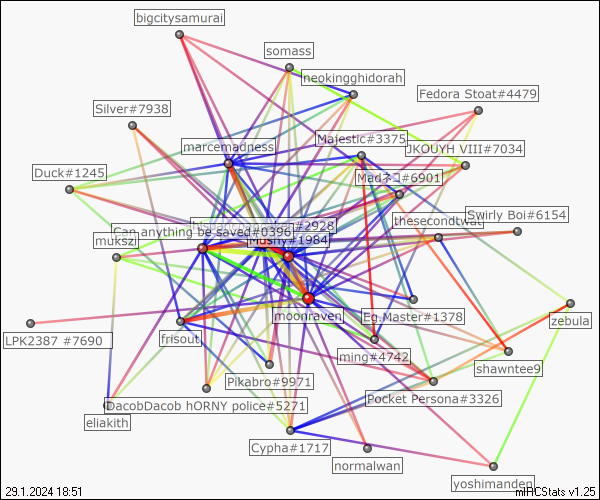 bigcitysamurai
somass
neokingghidorah
Fedora Stoat#4479
Silver#7938
marcemadness
Majestic#3375
JKOUYH VIII#7034
Duck#1245
Madネコ#6901
Swirly Boi#6154
thesecondtwat
#2928
Can anything be saved#0396
mukszi
Mushy#1984
moonraven
Eg.Master#1378
zebula
LPK2387 #7690
frisout
ming#4742
shawntee9
Pikabro#9971
Pocket Persona#3326
DacobDacob hORNY police#5271
eliakith
Cypha#1717
normalwan
yoshimanden
29.1.2024 18:51
mIRCStats v1.25